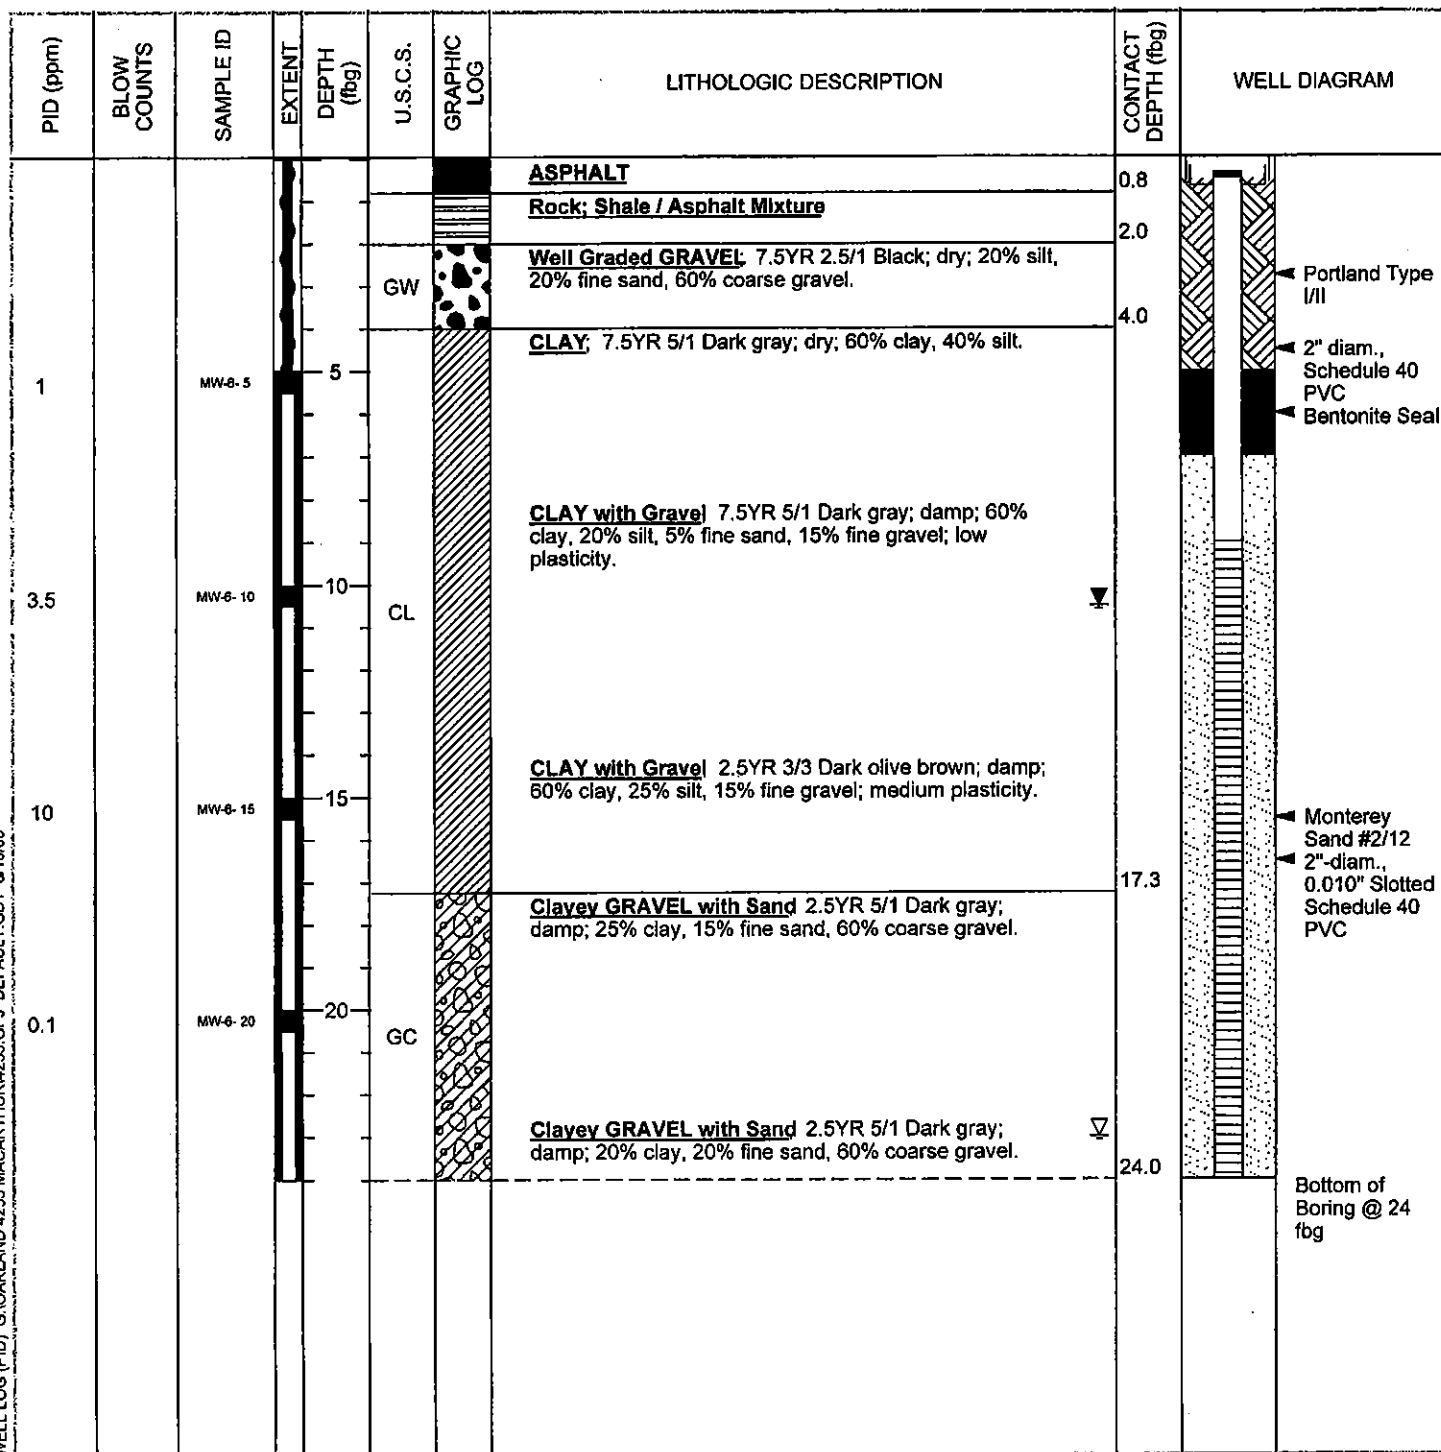 PID (ppm)
BLOW
COUNTS
SAMPLE ID
EXTENT
DEPTH
(fbg)
U.S.C.S.
GRAPHIC
LOG
LITHOLOGIC DESCRIPTION
CONTACT
DEPTH (fbg)
WELL DIAGRAM
ASPHALT
0.8
Rock; Shale / Asphalt Mixture
2.0
GW
Well Graded GRAVEL; 7.5YR 2.5/1 Black; dry; 20% silt,
20% fine sand, 60% coarse gravel.
4.0
Portland Type
I/II
CLAY; 7.5YR 5/1 Dark gray; dry; 60% clay, 40% silt.
2" diam.,
Schedule 40
PVC
1
MW-6-5
5
Bentonite Seal
CLAY with Gravel 7.5YR 5/1 Dark gray; damp; 60%
clay, 20% silt, 5% fine sand, 15% fine gravel; low
plasticity.
3.5
MW-6-10
10
CL
CLAY with Gravel 2.5YR 3/3 Dark olive brown; damp;
60% clay, 25% silt, 15% fine gravel; medium plasticity.
10
MW-6-15
15
Monterey
Sand #2/12
2"-diam.,
0.010" Slotted
Schedule 40
PVC
17.3
Clayey GRAVEL with Sand 2.5YR 5/1 Dark gray;
damp; 25% clay, 15% fine sand, 60% coarse gravel.
0.1
MW-6-20
20
GC
Clayey GRAVEL with Sand 2.5YR 5/1 Dark gray;
damp; 20% clay, 20% fine sand, 60% coarse gravel.
24.0
Bottom of
Boring @ 24
fbg
WELL LOG (PID)